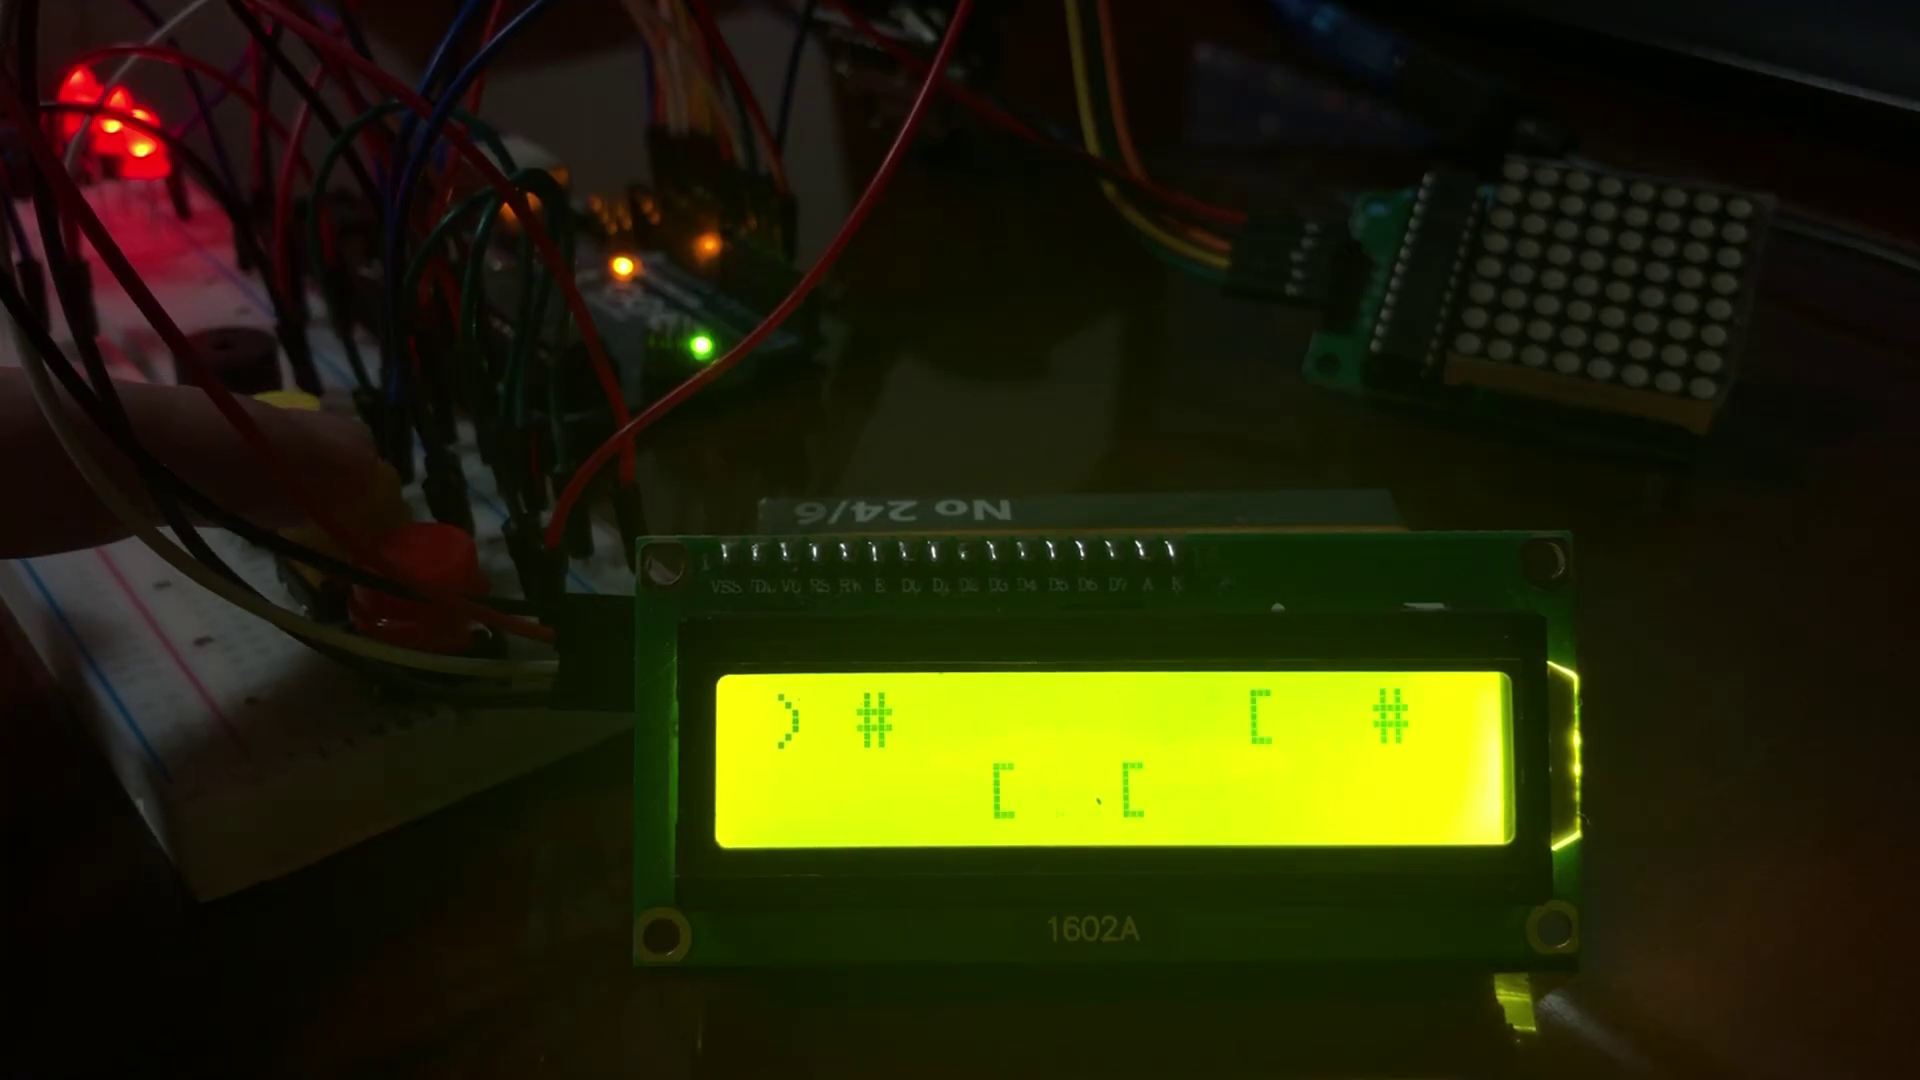 No 24/6
VSS VDD V0 RS RW E D0 D1 D2 D3 D4 D5 D6 D7 A K
) # [ #
[ [
1602A